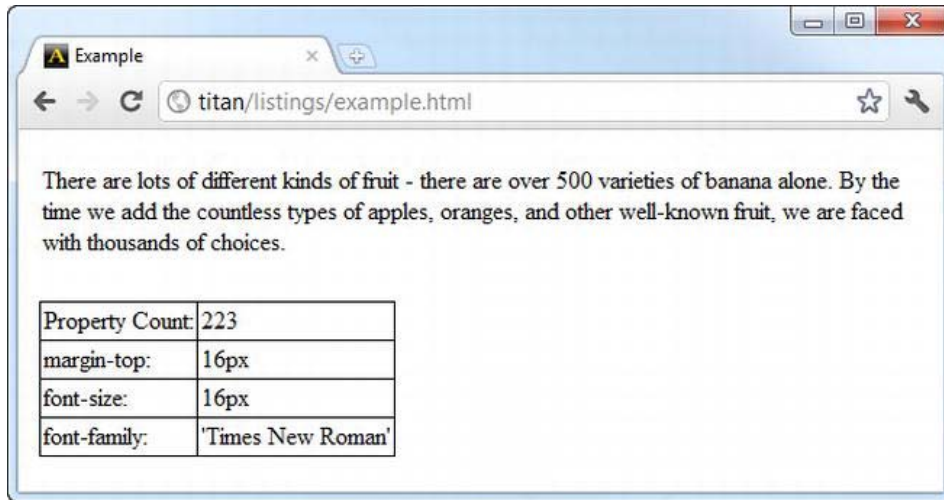 Example
titan/listings/example.html
There are lots of different kinds of fruit - there are over 500 varieties of banana alone. By the
time we add the countless types of apples, oranges, and other well-known fruit, we are faced
with thousands of choices.
Property Count: 223
margin-top: 16px
font-size: 16px
font-family: 'Times New Roman'